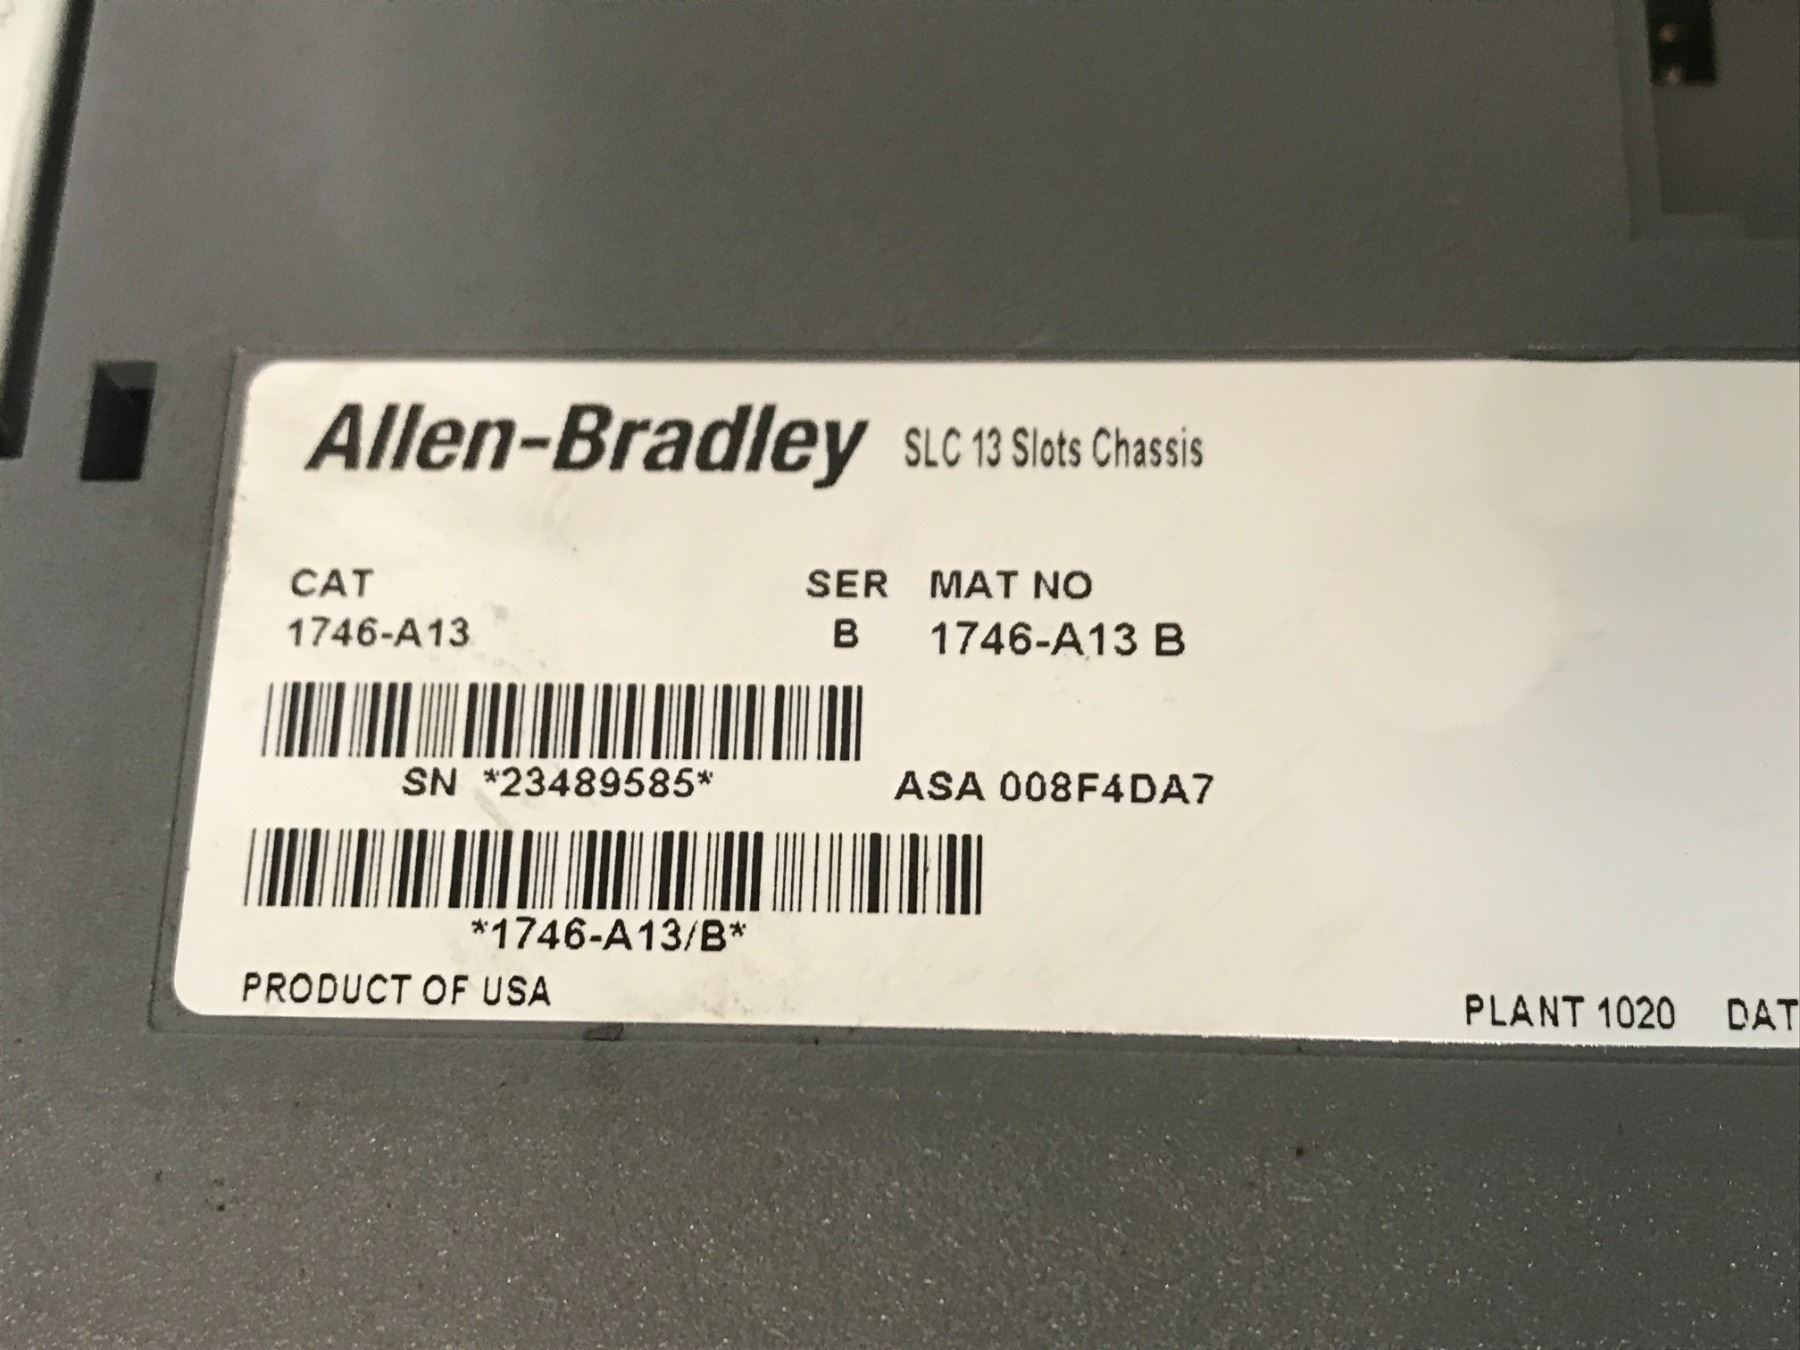 Allen-Bradley SLC 13 Slots Chassis
CAT SER MAT NO
1746-A13 B 1746-A13 B
SN *23489585* ASA 008F4DA7
*1746-A13/B*
PRODUCT OF USA PLANT 1020 DAT